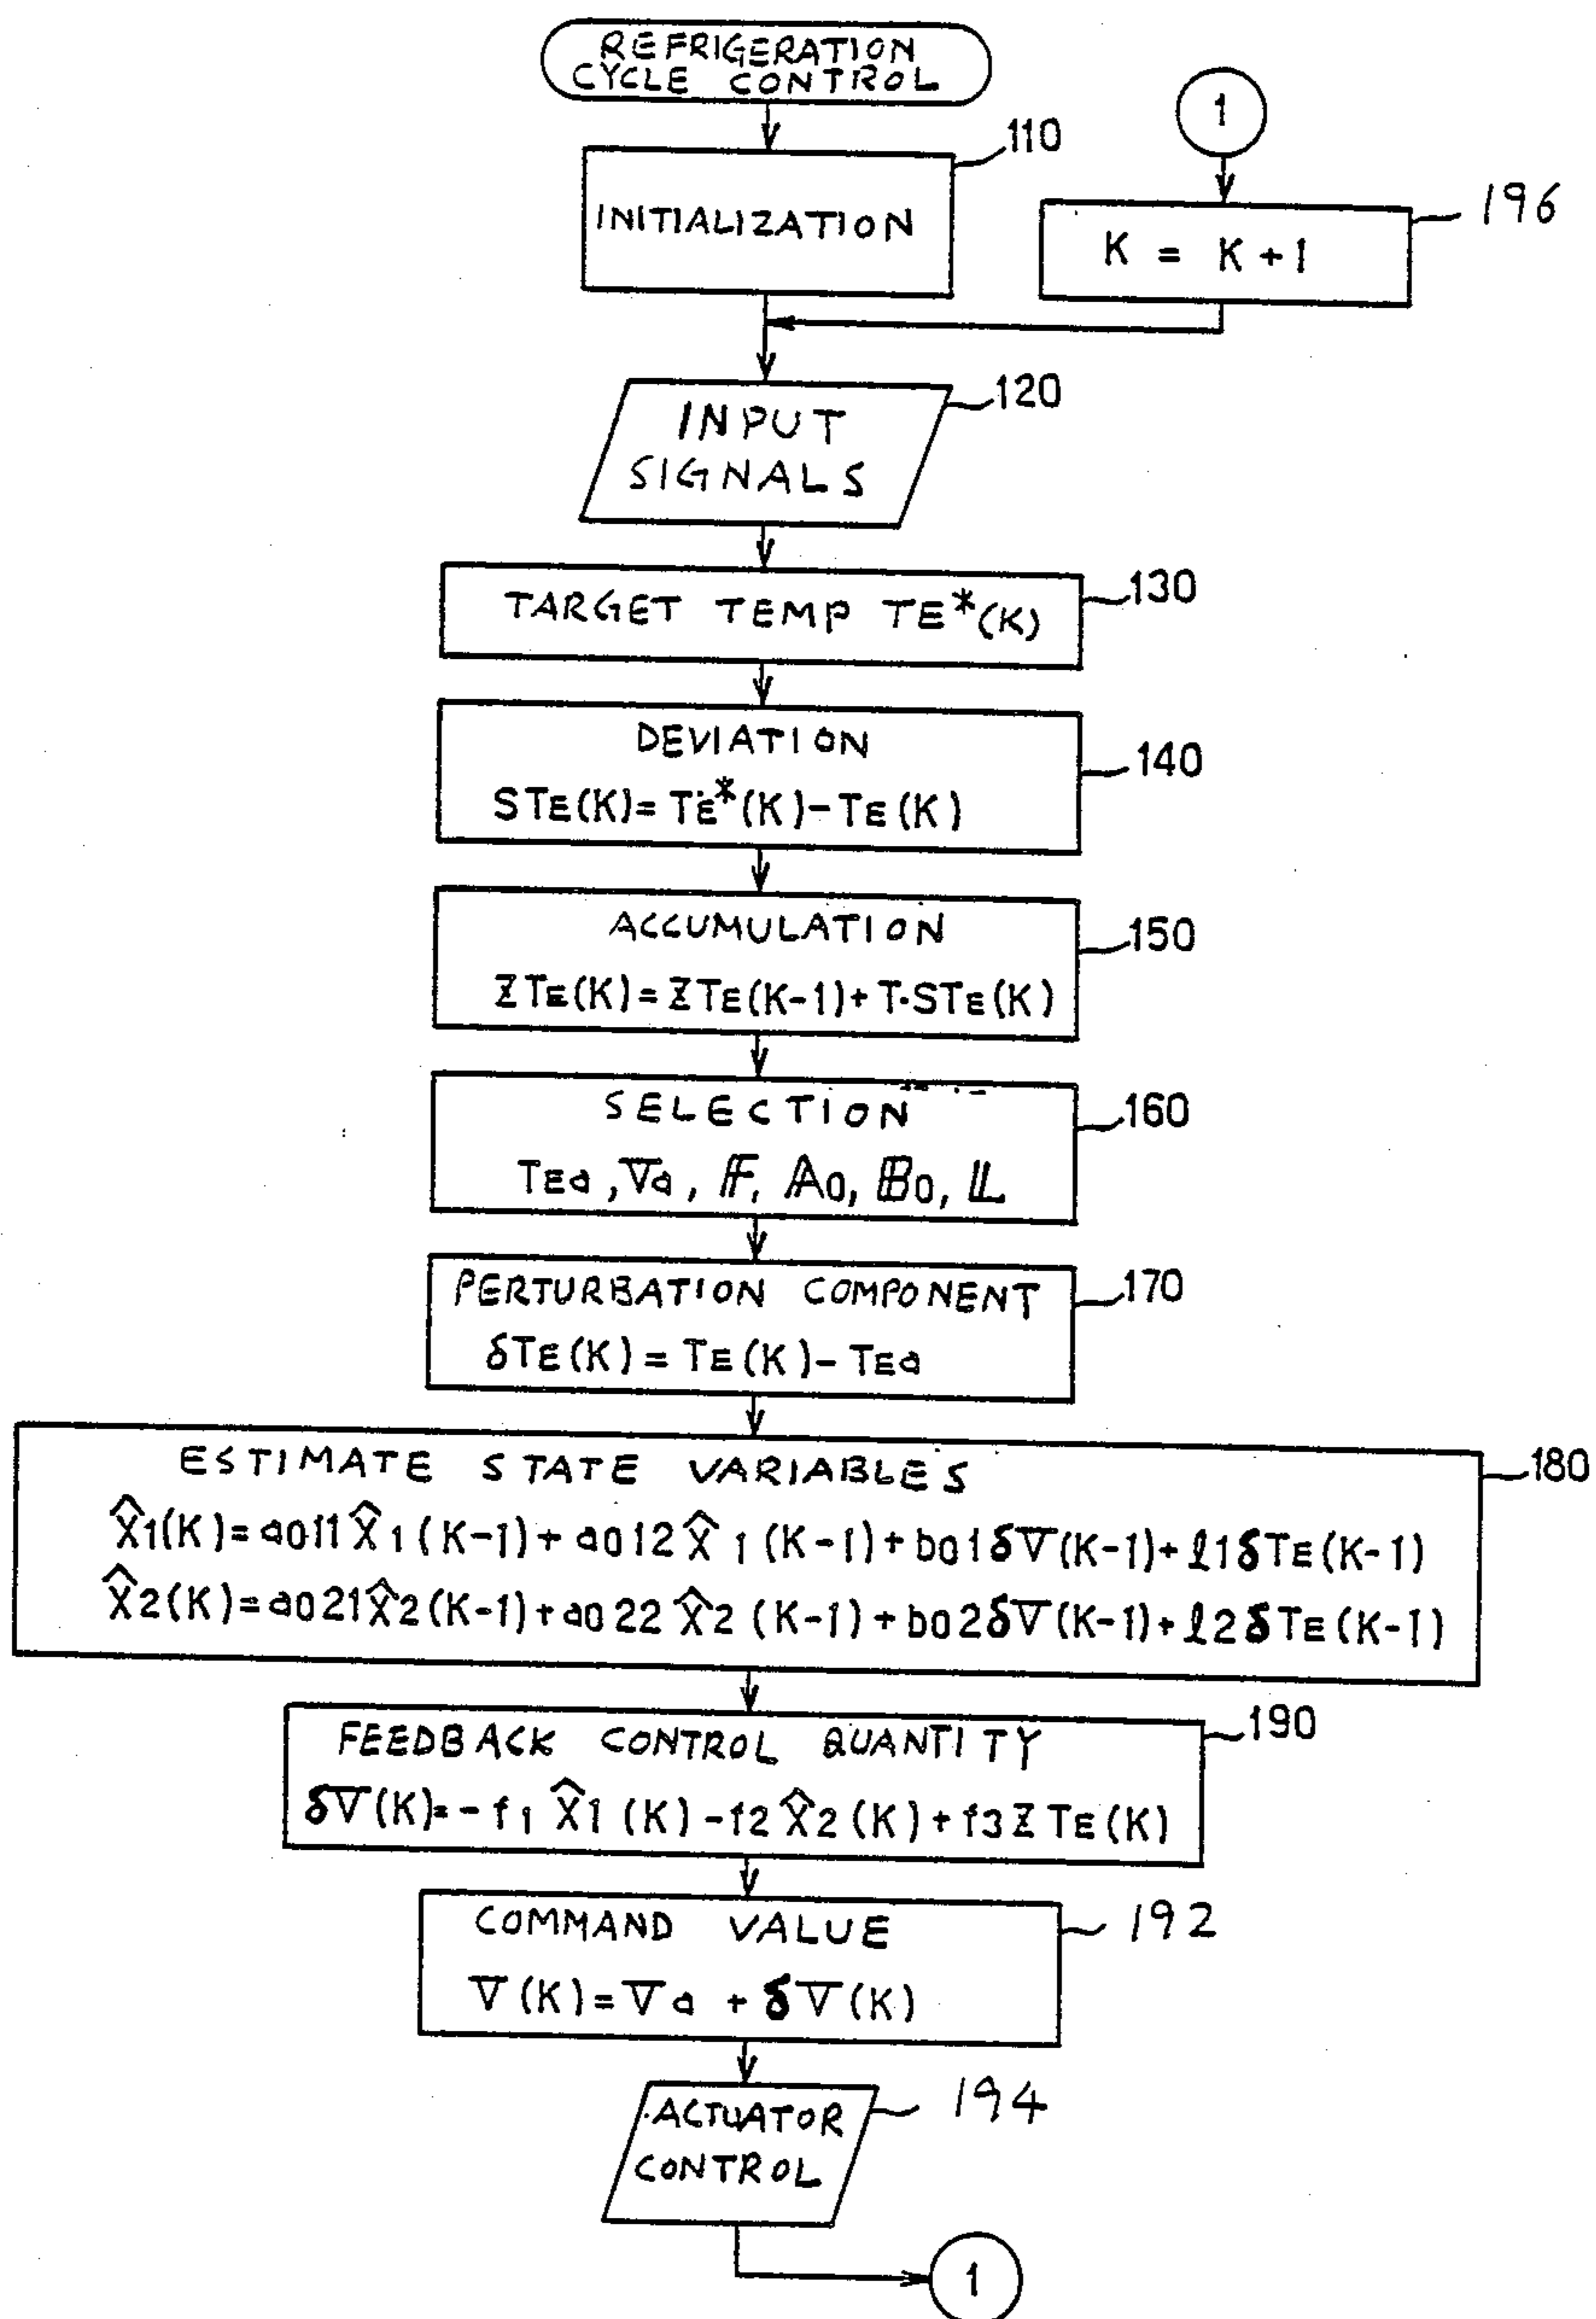 REFRIGERATION
CYCLE CONTROL
1
110
INITIALIZATION
196
K = K+1
120
INPUT
SIGNALS
130
TARGET TEMP TE*(K)
DEVIATION
140
STE(K)=TE*(K)-TE(K)
ACCUMULATION
150
ZTE(K)=ZTE(K-1)+T·STE(K)
SELECTION
160
TEa, Va, 𝔽, 𝔸0, 𝔹0, 𝕃
PERTURBATION COMPONENT
170
δTE(K)=TE(K)-TEa
ESTIMATE STATE VARIABLES
180
X̂1(K)=a011X̂1(K-1)+a012X̂1(K-1)+b01δV(K-1)+ℓ1δTE(K-1)
X̂2(K)=a021X̂2(K-1)+a022X̂2(K-1)+b02δV(K-1)+ℓ2δTE(K-1)
FEEDBACK CONTROL QUANTITY
190
δV(K)=-f1X̂1(K)-f2X̂2(K)+f3ZTE(K)
COMMAND VALUE
192
V(K)=Va+δV(K)
194
ACTUATOR
CONTROL
1